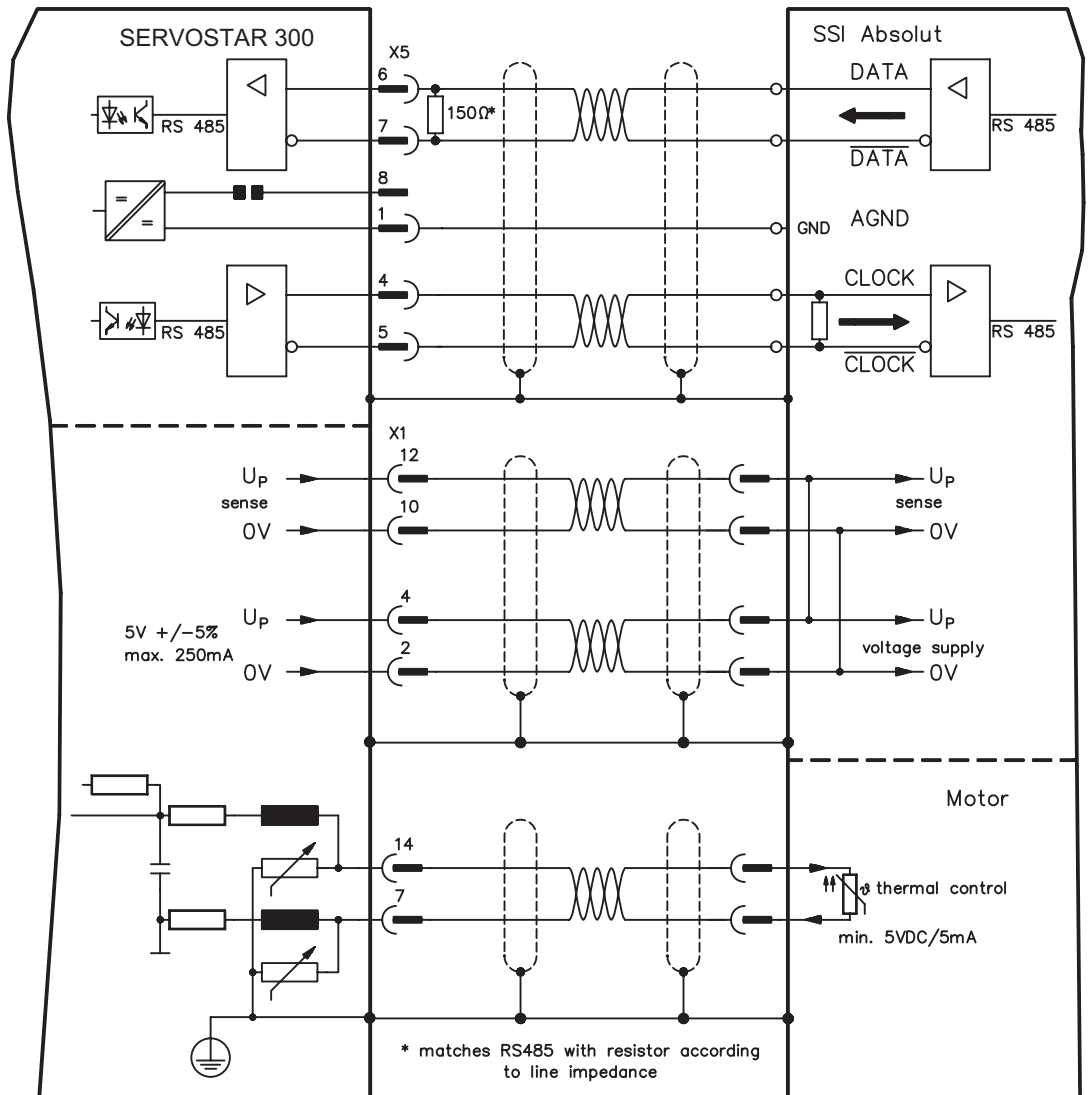 SERVOSTAR 300
SSI Absolut
X5
6
DATA
150Ω*
RS 485
RS 485
7
DATA
8
=
=
1
GND
AGND
4
CLOCK
RS 485
RS 485
5
CLOCK
X1
12
UP
UP
sense
sense
10
0V
0V
4
UP
UP
5V +/-5%
max. 250mA
voltage supply
2
0V
0V
Motor
14
ϑ thermal control
7
min. 5VDC/5mA
* matches RS485 with resistor according
to line impedance